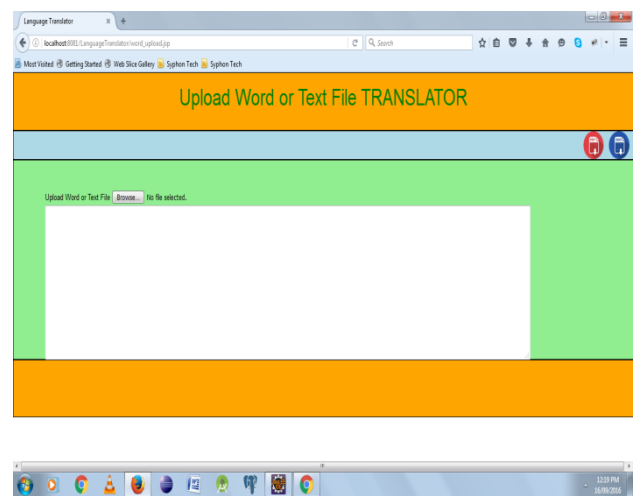 Language Translator
localhost:8081/LanguageTranslator/word_upload.jsp
Search
Most Visited Getting Started Web Slice Gallery Syphon Tech Syphon Tech
Upload Word or Text File TRANSLATOR
Upload Word or Text File Browse... No file selected.
12:19 PM
16/09/2016